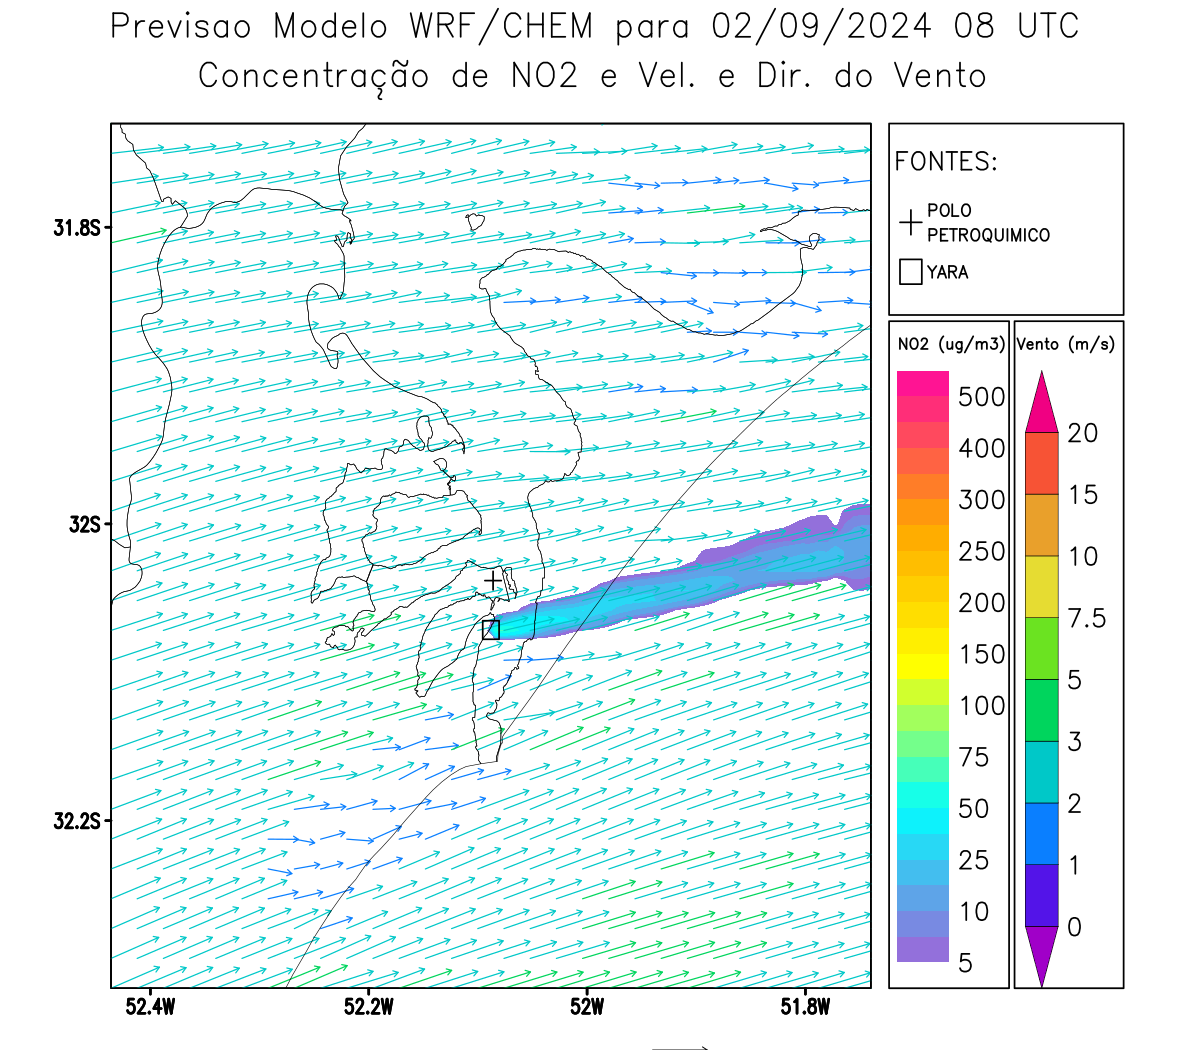 Previsao Modelo WRF/CHEM para 02/09/2024 08 UTC
Concentração de NO2 e Vel. e Dir. do Vento
FONTES:
POLO
PETROQUIMICO
YARA
31.8S
32S
32.2S
52.4W
52.2W
52W
51.8W
NO2 (ug/m3)
500
400
300
250
200
150
100
75
50
25
10
5
Vento (m/s)
20
15
10
7.5
5
3
2
1
0